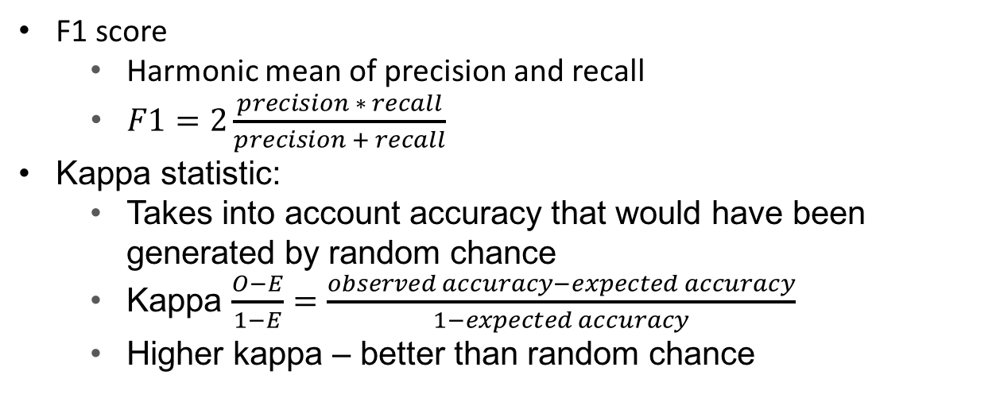 • F1 score
• Harmonic mean of precision and recall
• F1 = 2 \frac{precision * recall}{precision + recall}
• Kappa statistic:
• Takes into account accuracy that would have been
generated by random chance
• Kappa \frac{O−E}{1−E} = \frac{observed accuracy−expected accuracy}{1−expected accuracy}
• Higher kappa – better than random chance